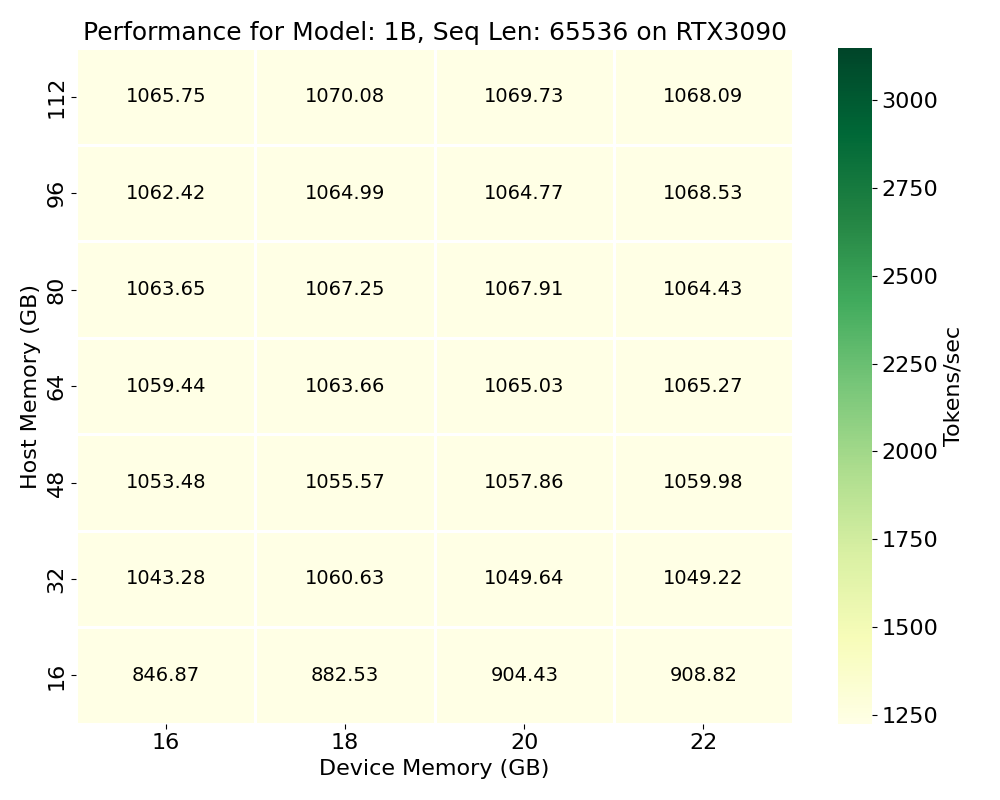 Performance for Model: 1B, Seq Len: 65536 on RTX3090
Host Memory (GB)
112 1065.75 1070.08 1069.73 1068.09
96 1062.42 1064.99 1064.77 1068.53
80 1063.65 1067.25 1067.91 1064.43
64 1059.44 1063.66 1065.03 1065.27
48 1053.48 1055.57 1057.86 1059.98
32 1043.28 1060.63 1049.64 1049.22
16 846.87 882.53 904.43 908.82
16 18 20 22
Device Memory (GB)
3000
2750
2500
2250
2000
1750
1500
1250
Tokens/sec